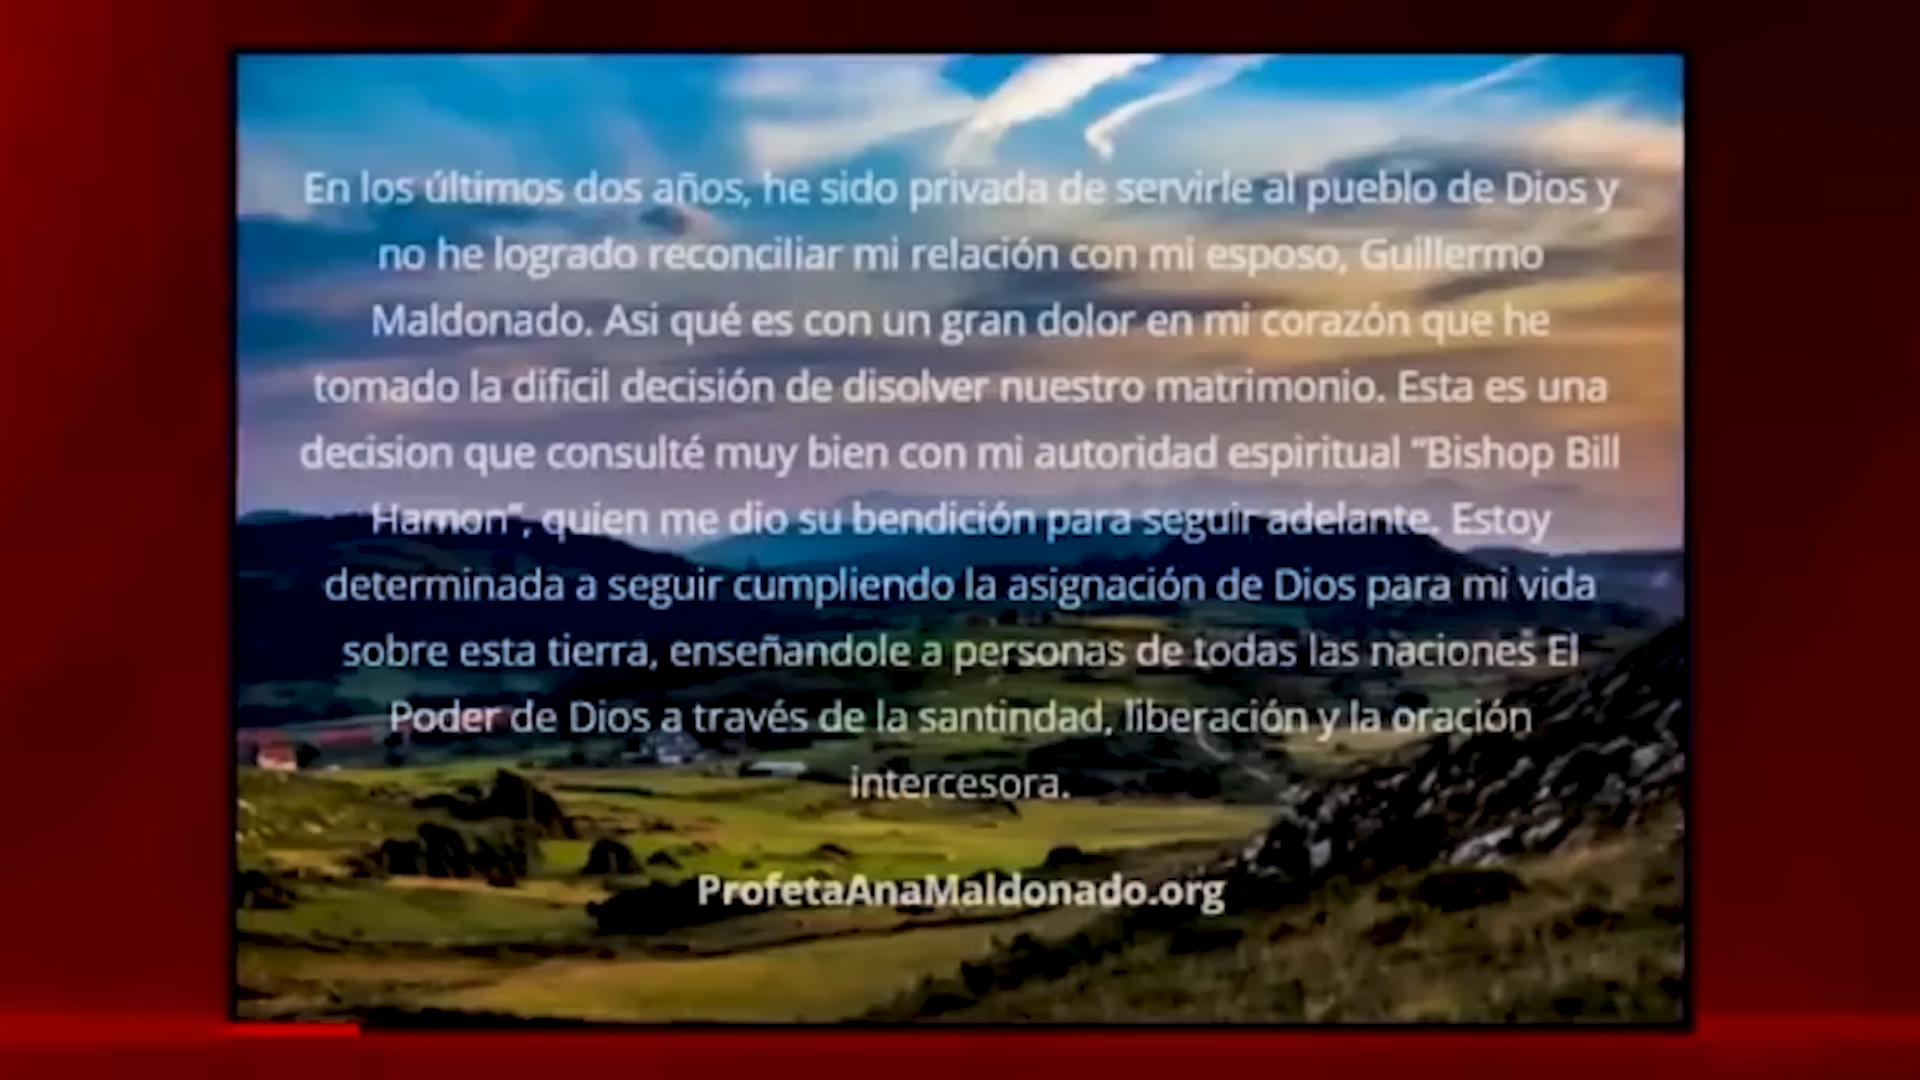 En los últimos dos años, he sido privada de servirle al pueblo de Dios y
no he logrado reconciliar mi relación con mi esposo, Guillermo
Maldonado. Asi qué es con un gran dolor en mi corazón que he
tomado la dificil decisión de disolver nuestro matrimonio. Esta es una
decision que consulté muy bien con mi autoridad espiritual “Bishop Bill
Hamon”, quien me dio su bendición para seguir adelante. Estoy
determinada a seguir cumpliendo la asignación de Dios para mi vida
sobre esta tierra, enseñandole a personas de todas las naciones El
Poder de Dios a través de la santindad, liberación y la oración
intercesora.
ProfetaAnaMaldonado.org